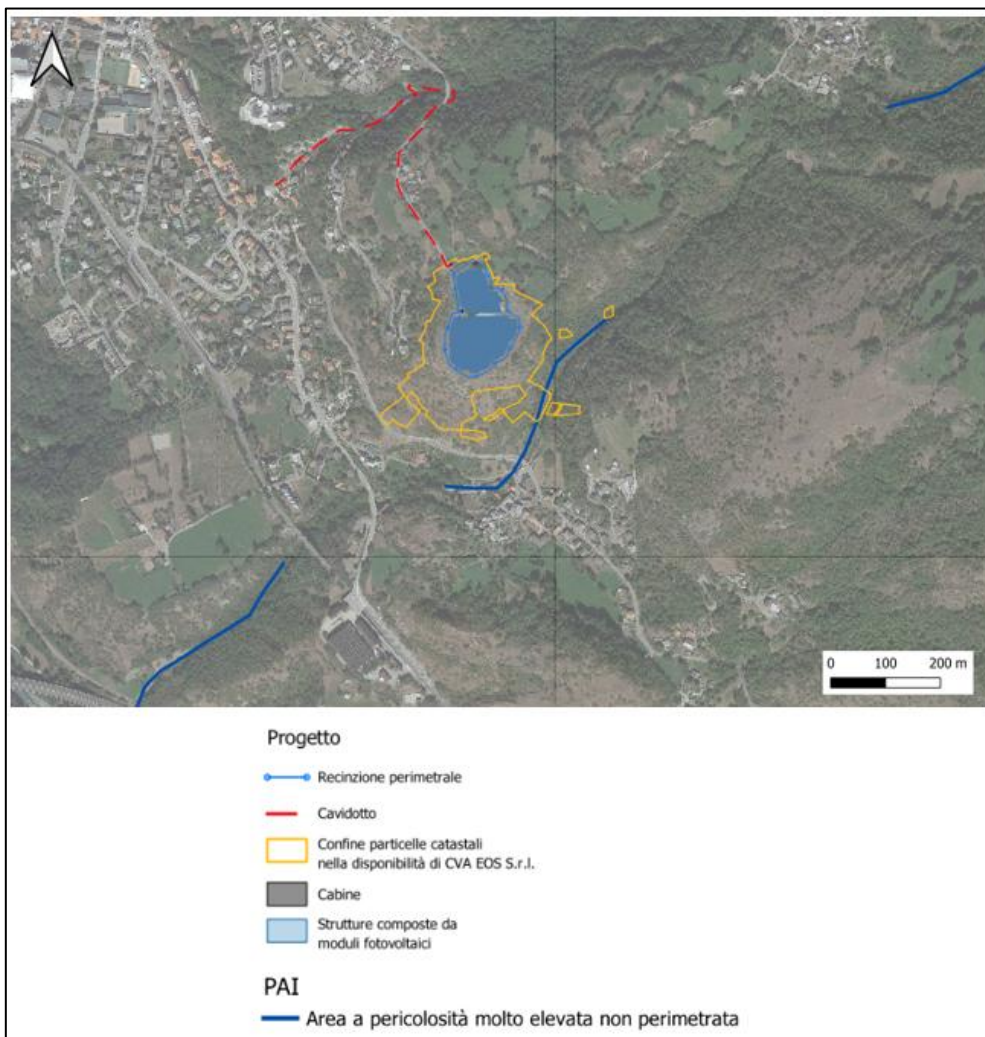 0 100 200 m
Progetto
Recinzione perimetrale
Cavidotto
Confine particelle catastali
nella disponibilità di CVA EOS S.r.l.
Cabine
Strutture composte da
moduli fotovoltaici
PAI
Area a pericolosità molto elevata non perimetrata